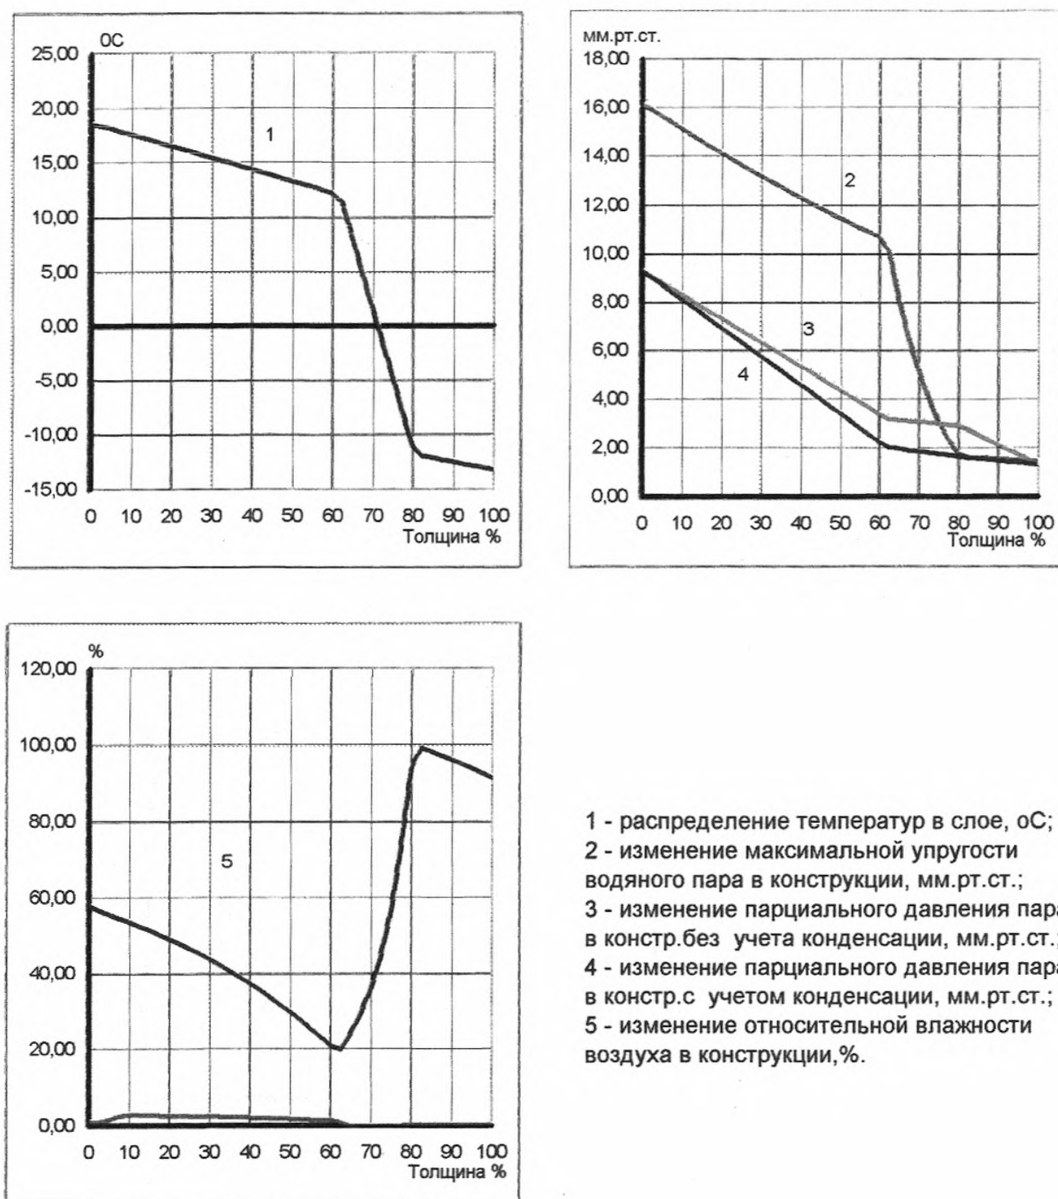 оС
25,00
20,00
15,00
10,00
5,00
0,00
-5,00
-10,00
-15,00
1
0 10 20 30 40 50 60 70 80 90 100
Толщина %
мм.рт.ст.
18,00
16,00
14,00
12,00
10,00
8,00
6,00
4,00
2,00
0,00
2
3
4
0 10 20 30 40 50 60 70 80 90 100
Толщина %
%
120,00
100,00
80,00
60,00
40,00
20,00
0,00
5
0 10 20 30 40 50 60 70 80 90 100
Толщина %
1 - распределение температур в слое, оС;
2 - изменение максимальной упругости
водяного пара в конструкции, мм.рт.ст.;
3 - изменение парциального давления пара
в констр.без учета конденсации, мм.рт.ст.;
4 - изменение парциального давления пара
в констр.с учетом конденсации, мм.рт.ст.;
5 - изменение относительной влажности
воздуха в конструкции,%.